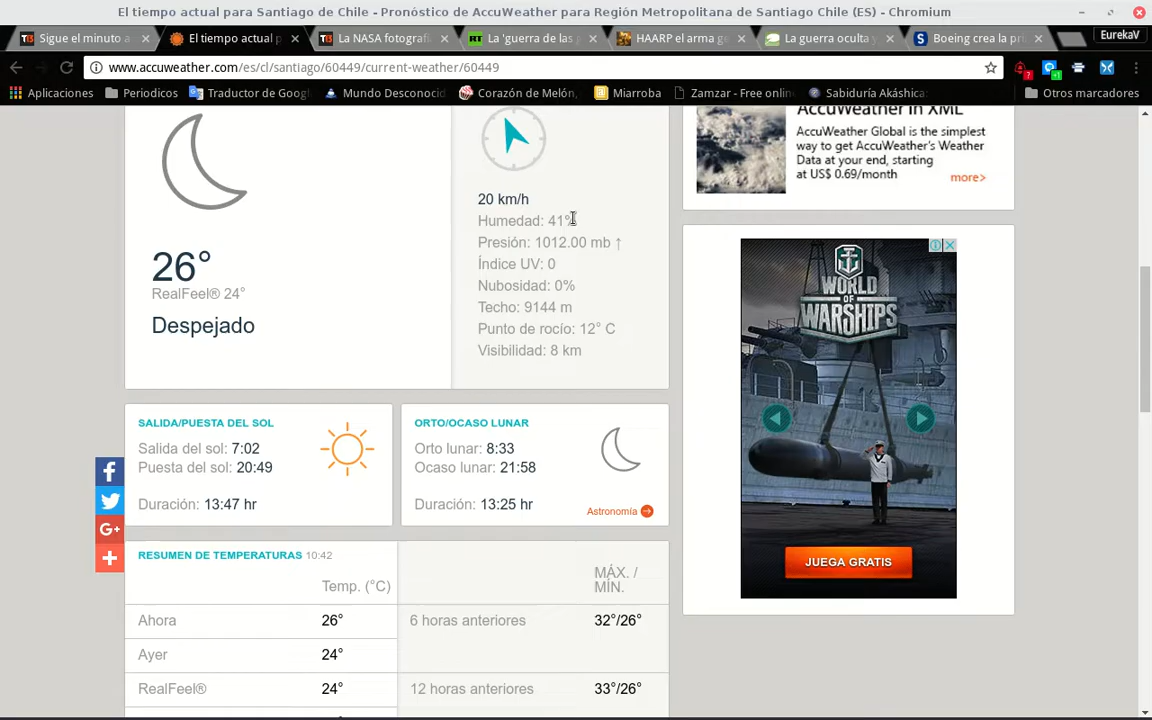 El tiempo actual para Santiago de Chile - Pronóstico de AccuWeather para Región Metropolitana de Santiago Chile (ES) - Chromium
Sigue el minuto a
El tiempo actual p
La NASA fotografi
La 'guerra de las
HAARP el arma ge
La guerra oculta y
Boeing crea la pri
EurekaV
www.accuweather.com/es/cl/santiago/60449/current-weather/60449
Aplicaciones
Periodicos
Traductor de Goog
Mundo Desconocid
Corazón de Melón,
Miarroba
Zamzar - Free onlin
Sabiduría Akáshica
Otros marcadores
20 km/h
Humedad: 41%
Presión: 1012.00 mb ↑
Índice UV: 0
Nubosidad: 0%
Techo: 9144 m
Punto de rocío: 12° C
Visibilidad: 8 km
26°
RealFeel® 24°
Despejado
AccuWeather in XML
AccuWeather Global is the simplest
way to get AccuWeather's Weather
Data at your end, starting
at US$ 0.69/month
more>
WORLD
OF
WARSHIPS
JUEGA GRATIS
SALIDA/PUESTA DEL SOL
Salida del sol: 7:02
Puesta del sol: 20:49
Duración: 13:47 hr
ORTO/OCASO LUNAR
Orto lunar: 8:33
Ocaso lunar: 21:58
Duración: 13:25 hr
Astronomía
RESUMEN DE TEMPERATURAS 10:42
Temp. (°C)
MÁX. /
MÍN.
Ahora 26° 6 horas anteriores 32°/26°
Ayer 24°
RealFeel® 24° 12 horas anteriores 33°/26°